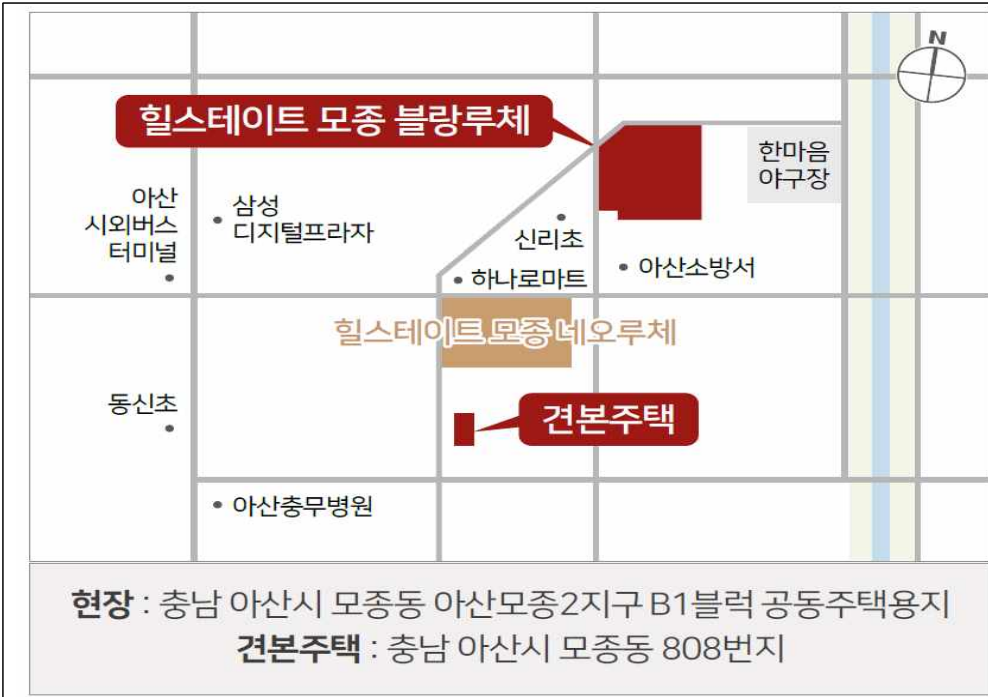 N
힐스테이트 모종 블랑루체
한마음
야구장
아산
시외버스
터미널
삼성
디지털프라자
신리초
하나로마트
아산소방서
힐스테이트 모종 네오루체
동신초
견본주택
아산충무병원
현장 : 충남 아산시 모종동 아산모종2지구 B1블럭 공동주택용지
견본주택 : 충남 아산시 모종동 808번지